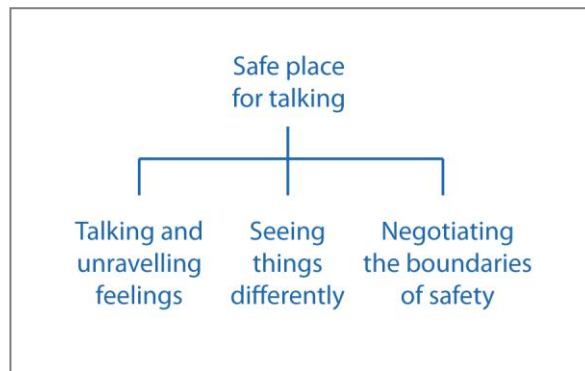 Safe place
for talking
Talking and
unravelling
feelings
Seeing
things
differently
Negotiating
the boundaries
of safety